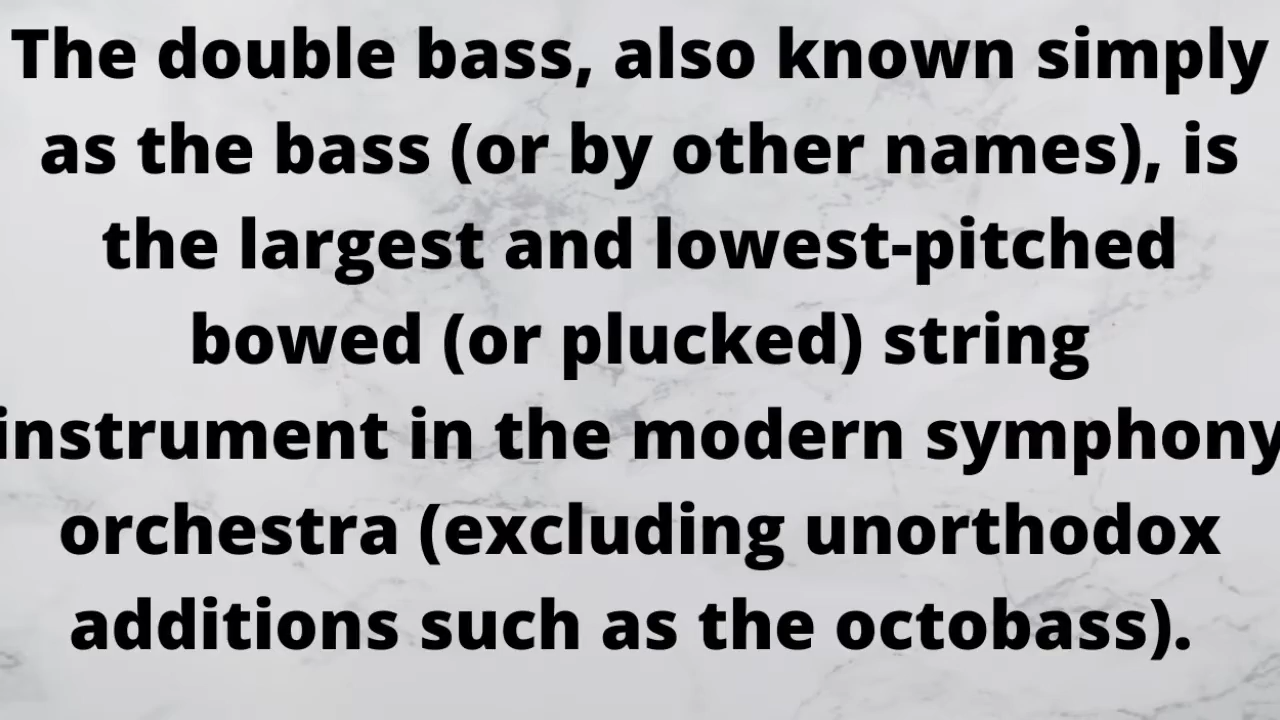 The double bass, also known simply
as the bass (or by other names), is
the largest and lowest-pitched
bowed (or plucked) string
instrument in the modern symphony
orchestra (excluding unorthodox
additions such as the octobass).